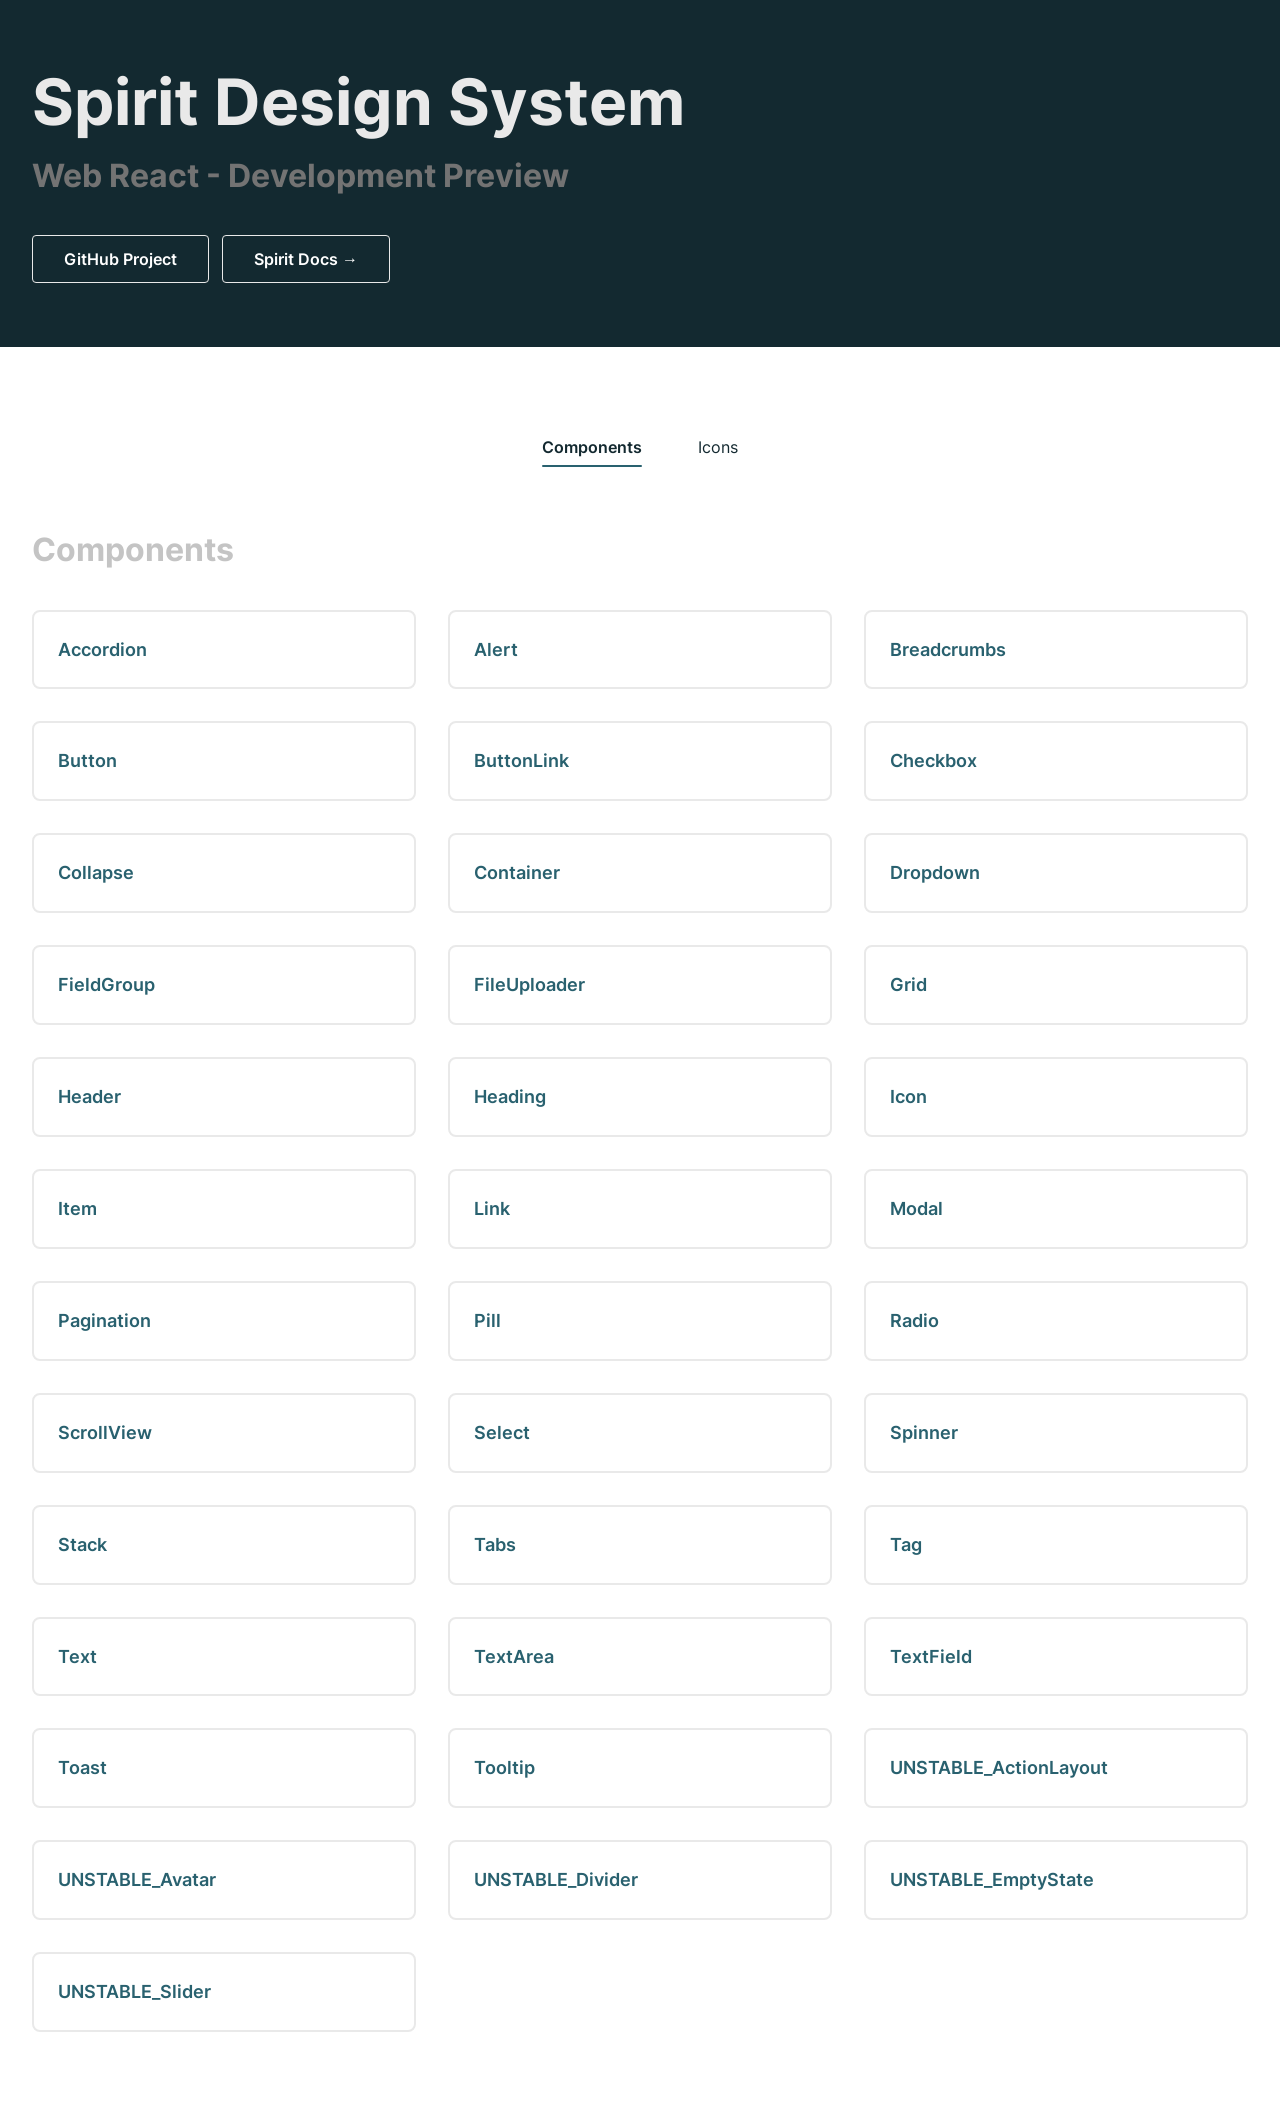 Spirit Design System
Web React - Development Preview
GitHub Project
Spirit Docs →
Components
Icons
Components
Accordion
Alert
Breadcrumbs
Button
ButtonLink
Checkbox
Collapse
Container
Dropdown
FieldGroup
FileUploader
Grid
Header
Heading
Icon
Item
Link
Modal
Pagination
Pill
Radio
ScrollView
Select
Spinner
Stack
Tabs
Tag
Text
TextArea
TextField
Toast
Tooltip
UNSTABLE_ActionLayout
UNSTABLE_Avatar
UNSTABLE_Divider
UNSTABLE_EmptyState
UNSTABLE_Slider